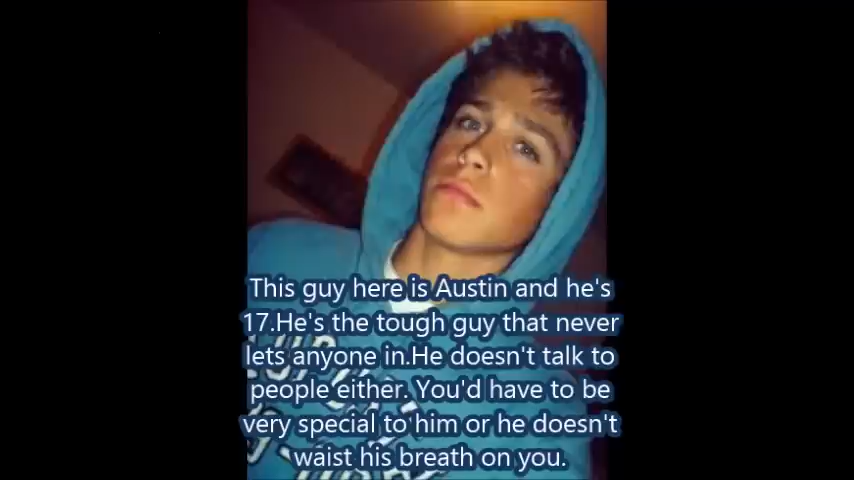 This guy here is Austin and he's
17.He's the tough guy that never
lets anyone in.He doesn't talk to
people either. You'd have to be
very special to him or he doesn't
waist his breath on you.